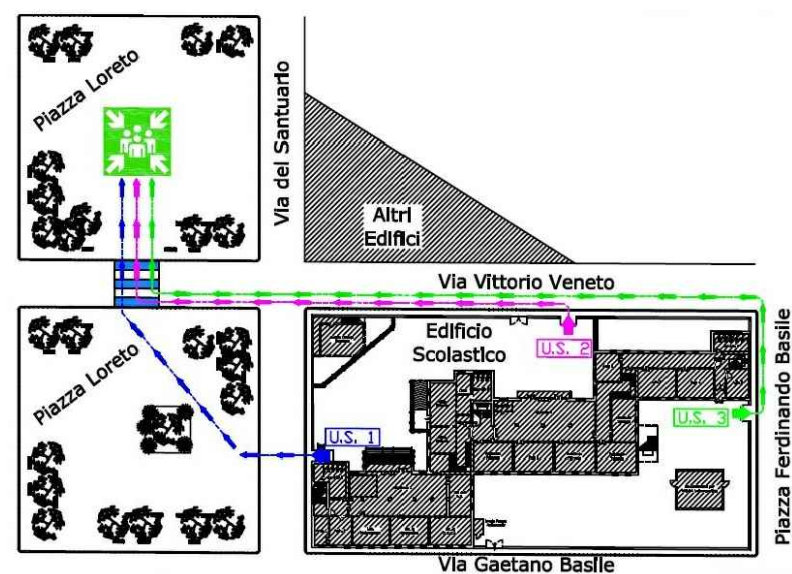 Piazza Loreto
Via del Santuario
Altri
Edifici
Via Vittorio Veneto
Piazza Loreto
Edificio
Scolastico
U.S. 2
U.S. 3
U.S. 1
Piazza Ferdinando Basile
Via Gaetano Basile